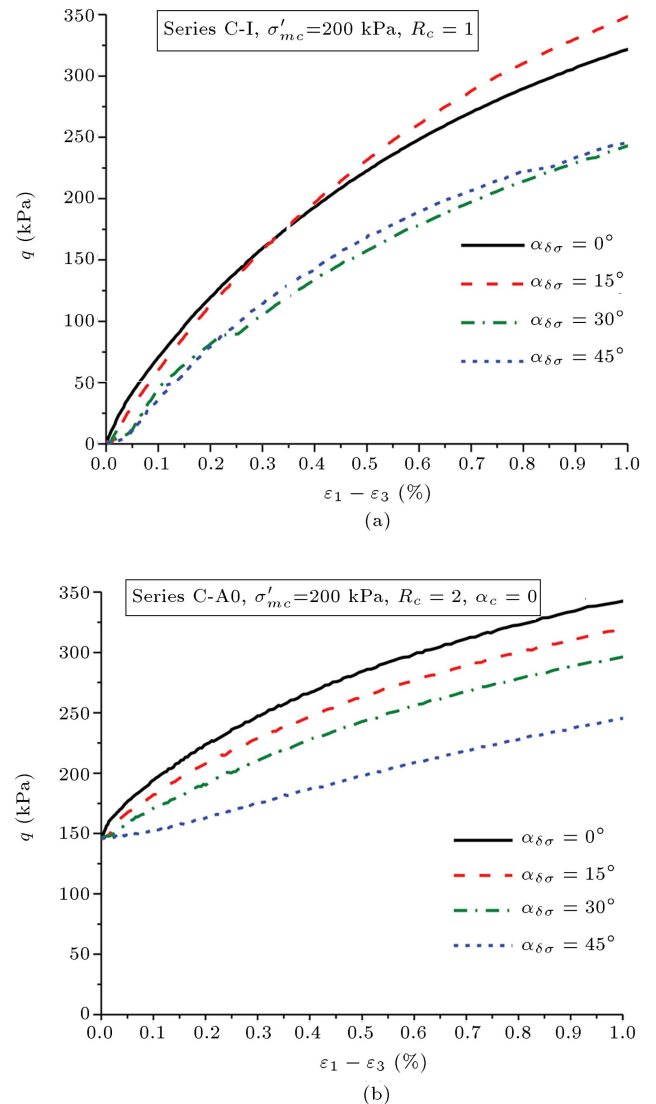 Series C-I, σ′mc=200 kPa, Rc = 1
350
300
250
200
150
100
50
0
q (kPa)
αδσ = 0°
αδσ = 15°
αδσ = 30°
αδσ = 45°
0.0 0.1 0.2 0.3 0.4 0.5 0.6 0.7 0.8 0.9 1.0
ε1 − ε3 (%)
(a)
Series C-A0, σ′mc=200 kPa, Rc = 2, αc = 0
350
300
250
200
150
100
50
0
q (kPa)
αδσ = 0°
αδσ = 15°
αδσ = 30°
αδσ = 45°
0.0 0.1 0.2 0.3 0.4 0.5 0.6 0.7 0.8 0.9 1.0
ε1 − ε3 (%)
(b)